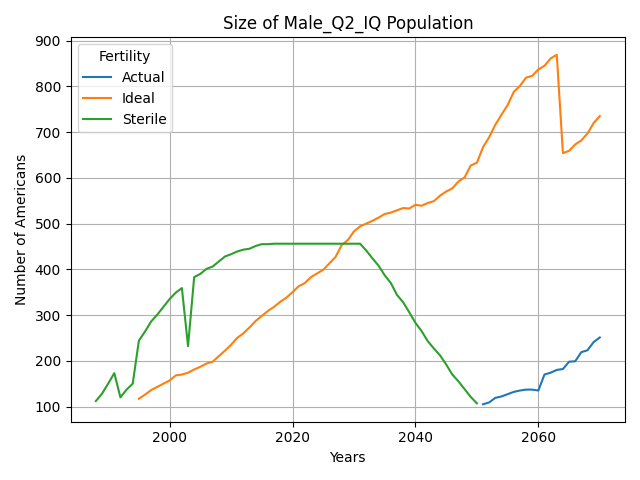 Size of Male_Q2_IQ Population
Number of Americans
900
800
700
600
500
400
300
200
100
Fertility
Actual
Ideal
Sterile
2000
2020
2040
2060
Years